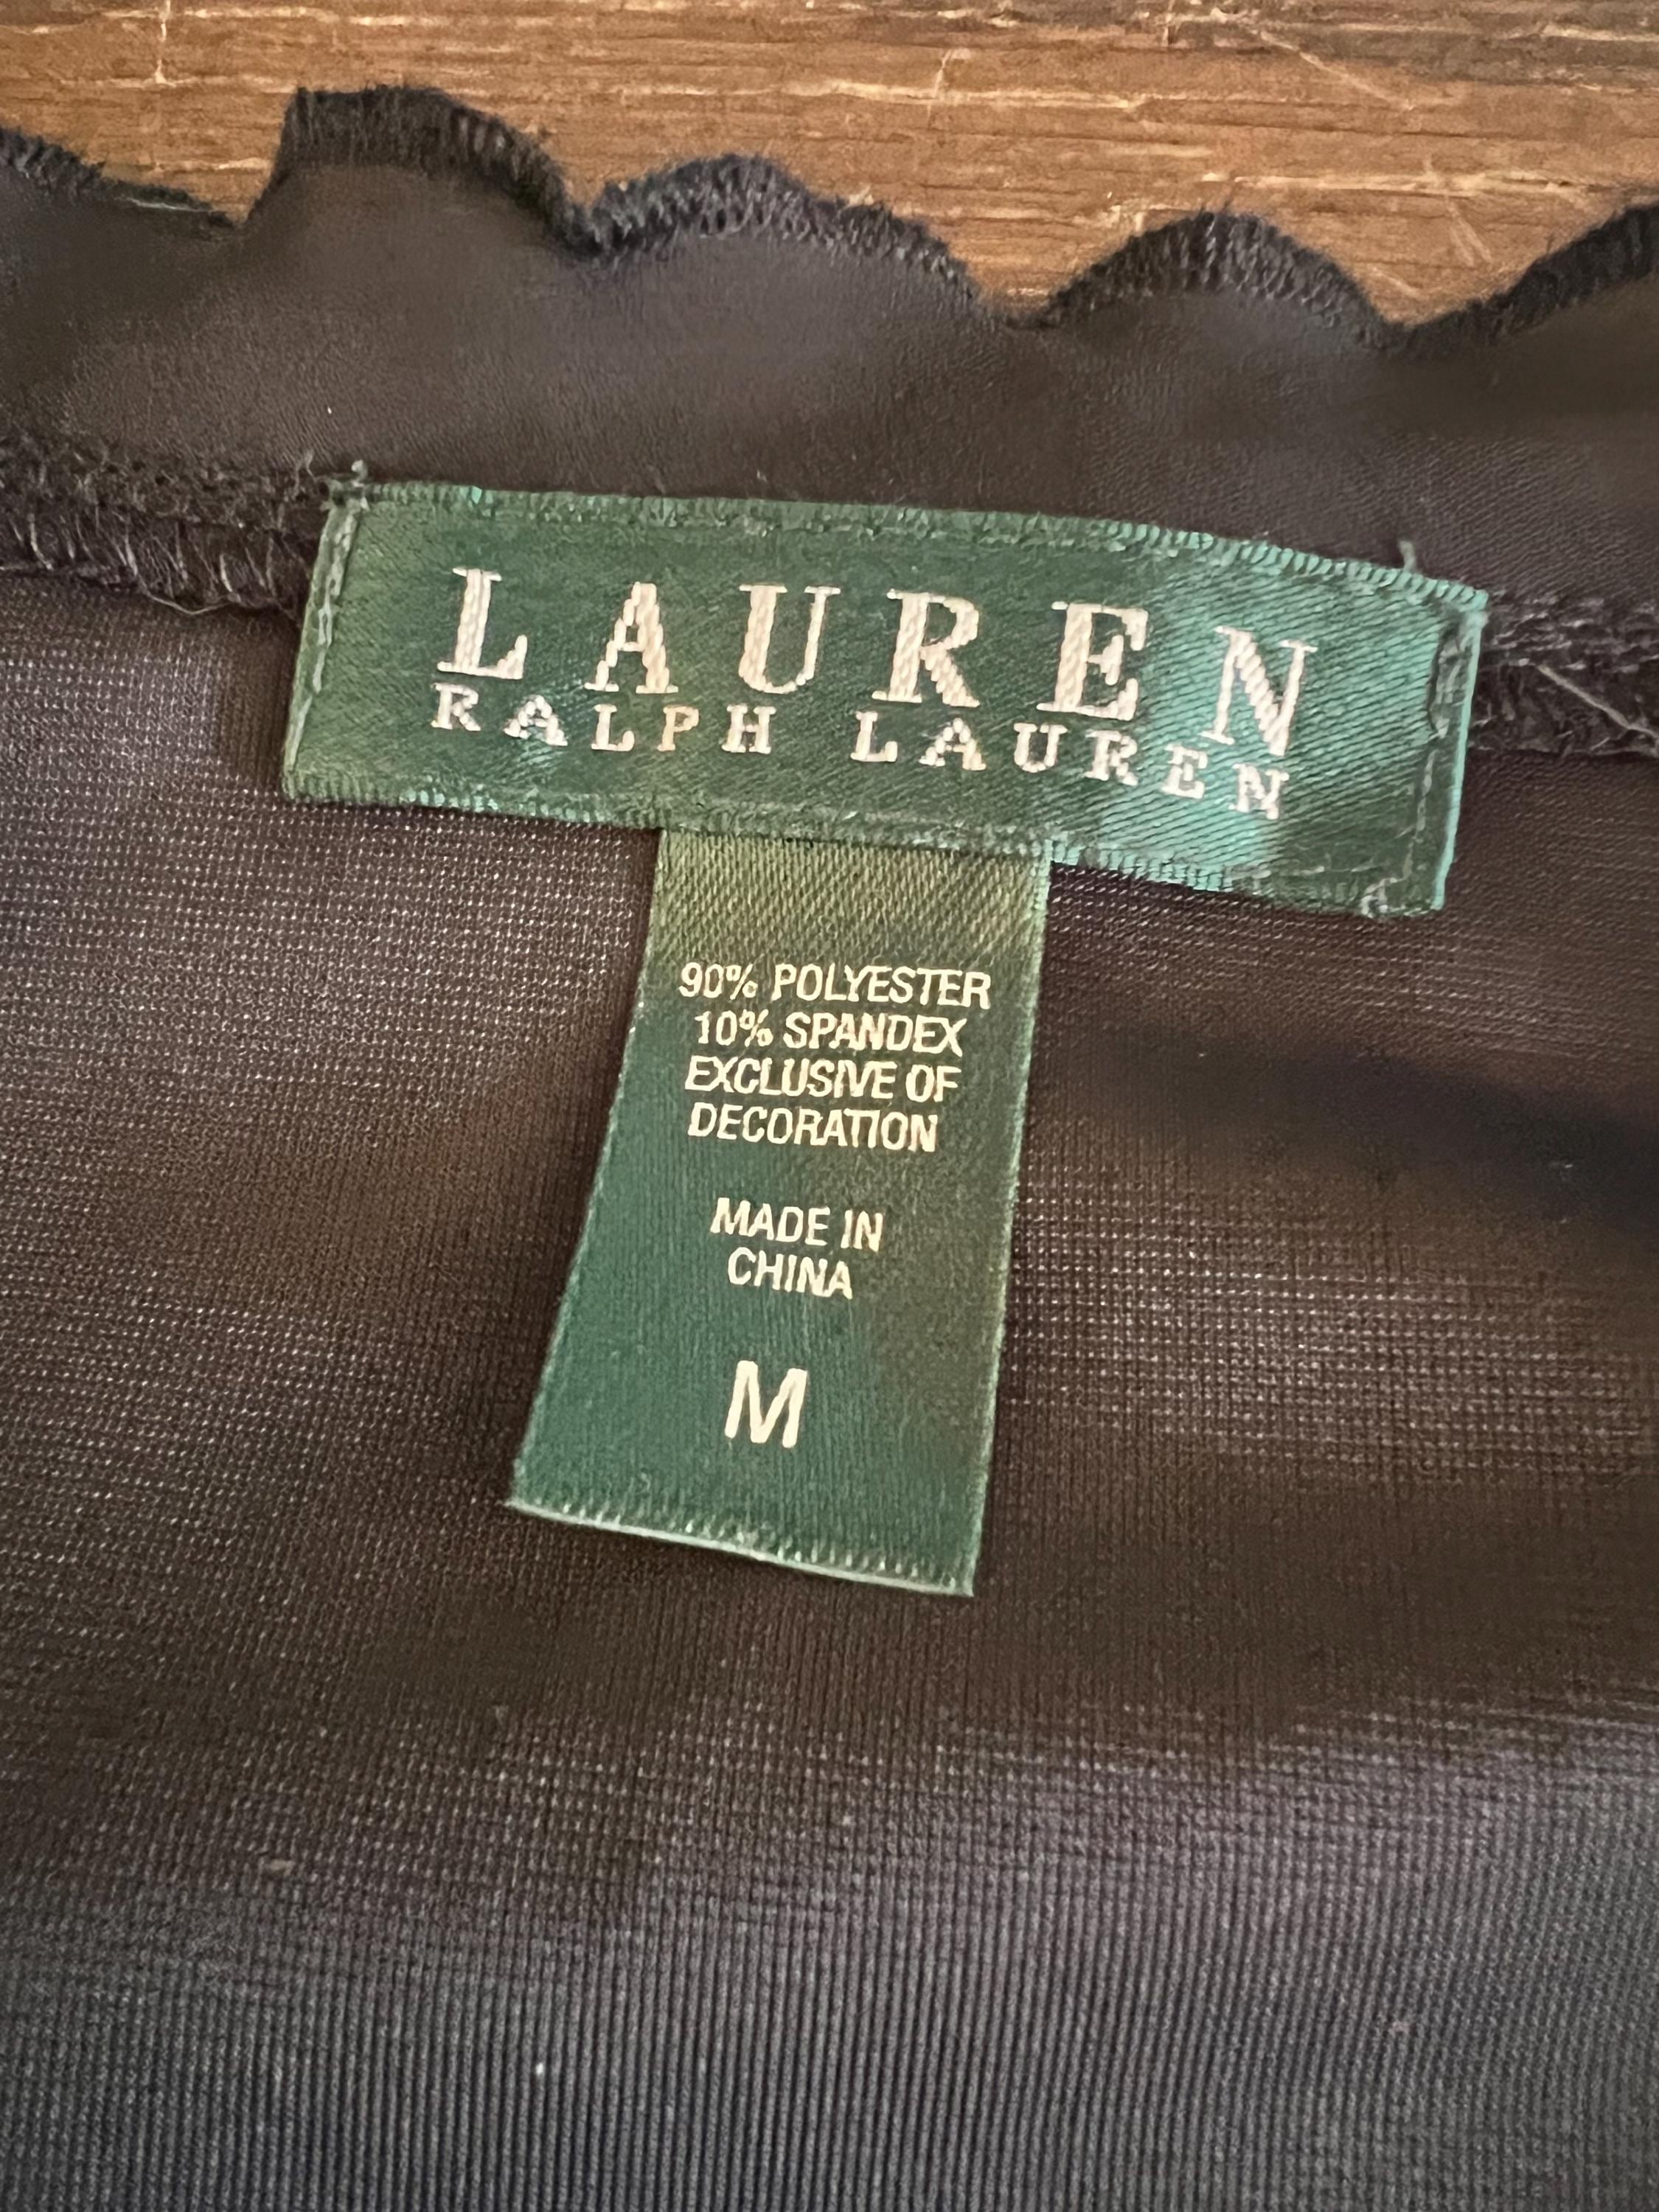 LAUREN
RALPH LAUREN
90% POLYESTER
10% SPANDEX
EXCLUSIVE OF
DECORATION
MADE IN
CHINA
M